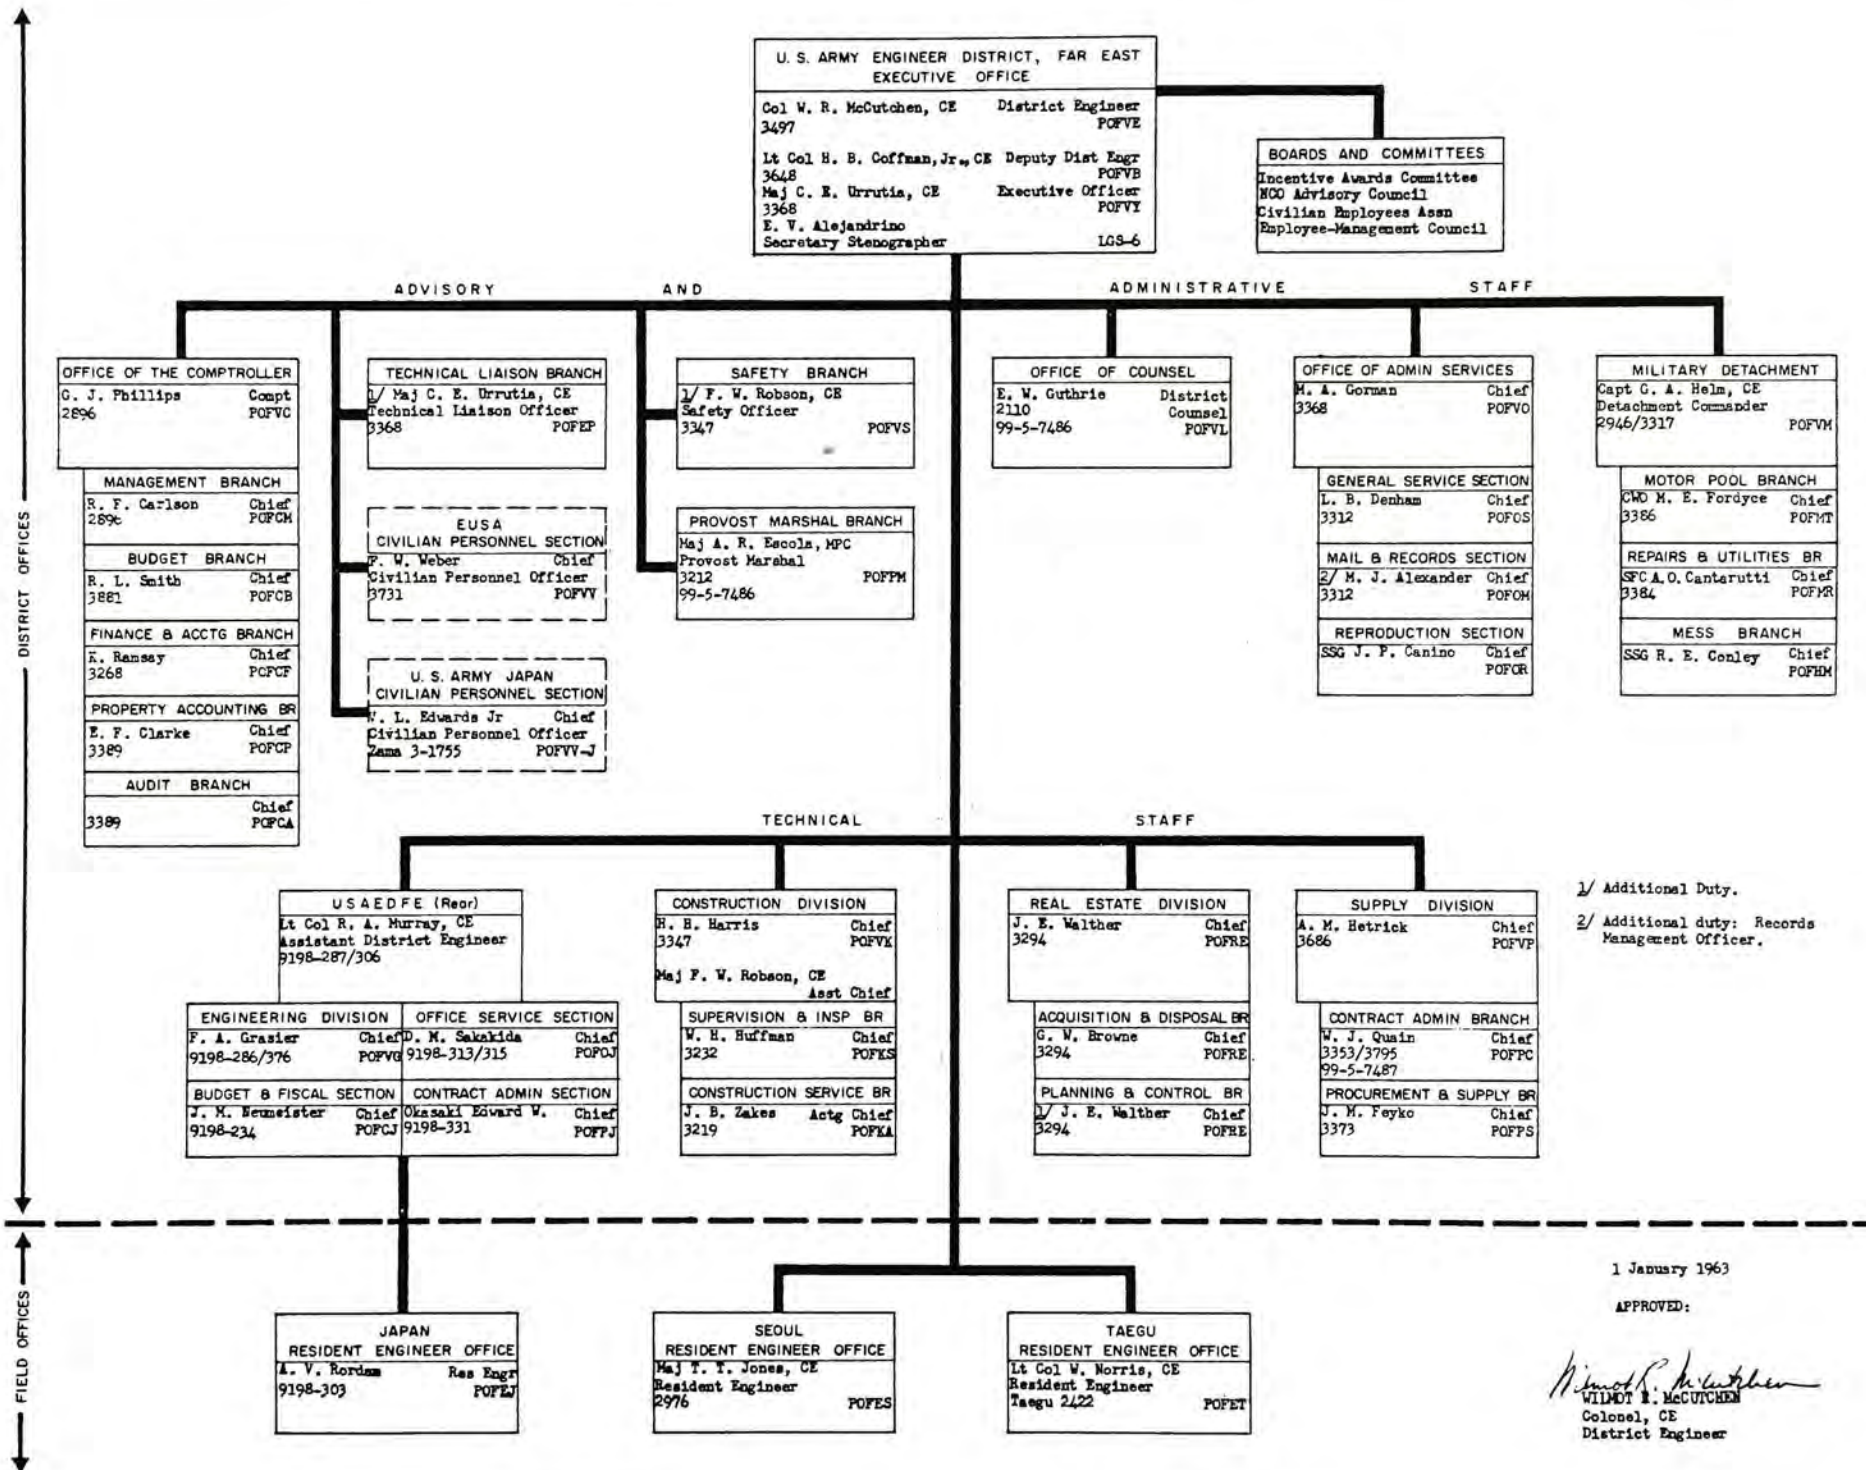 U. S. ARMY ENGINEER DISTRICT, FAR EAST
EXECUTIVE OFFICE
Col W. R. McCutchen, CE District Engineer
3497 POFVE
Lt Col H. B. Coffman, Jr., CE Deputy Dist Engr
3648 POFVB
Maj C. E. Urrutia, CE Executive Officer
3368 POFVY
E. V. Alejandrino
Secretary Stenographer LGS-6
BOARDS AND COMMITTEES
Incentive Awards Committee
NCO Advisory Council
Civilian Employees Assn
Employee-Management Council
DISTRICT OFFICES
ADVISORY AND ADMINISTRATIVE STAFF
OFFICE OF THE COMPTROLLER
G. J. Phillips Compt
2896 POFVC
MANAGEMENT BRANCH
R. F. Carlson Chief
2896 POFCM
BUDGET BRANCH
R. L. Smith Chief
3881 POFCB
FINANCE & ACCTG BRANCH
K. Ramsay Chief
3268 POFCF
PROPERTY ACCOUNTING BR
E. F. Clarke Chief
3389 POFCP
AUDIT BRANCH
Chief
3389 POFCA
TECHNICAL LIAISON BRANCH
1/ Maj C. E. Urrutia, CE
Technical Liaison Officer
3368 POFEP
EUSA
CIVILIAN PERSONNEL SECTION
F. W. Weber Chief
Civilian Personnel Officer
3731 POFVV
U. S. ARMY JAPAN
CIVILIAN PERSONNEL SECTION
W. L. Edwards Jr Chief
Civilian Personnel Officer
Zama 3-1755 POFVV-J
SAFETY BRANCH
1/ F. W. Robson, CE
Safety Officer
3347 POFVS
PROVOST MARSHAL BRANCH
Maj A. R. Escola, MPC
Provost Marshal
3212 POFPM
99-5-7486
OFFICE OF COUNSEL
E. W. Guthrie District
2110 Counsel
99-5-7486 POFVL
OFFICE OF ADMIN SERVICES
M. A. Gorman Chief
3368 POFVO
GENERAL SERVICE SECTION
L. B. Denham Chief
3312 POFOS
MAIL & RECORDS SECTION
2/ M. J. Alexander Chief
3312 POFOM
REPRODUCTION SECTION
SSG J. P. Canino Chief
POFOR
MILITARY DETACHMENT
Capt G. A. Helm, CE
Detachment Commander
2946/3317 POFVM
MOTOR POOL BRANCH
CWO M. E. Fordyce Chief
3386 POFMT
REPAIRS & UTILITIES BR
SFC A. O. Cantarutti Chief
3384 POFMR
MESS BRANCH
SSG R. E. Conley Chief
POFHM
TECHNICAL STAFF
USAEDFE (Rear)
Lt Col R. A. Murray, CE
Assistant District Engineer
9198-287/306
ENGINEERING DIVISION
F. A. Grasier Chief
9198-286/376 POFVG
OFFICE SERVICE SECTION
D. M. Sakakida Chief
9198-313/315 POFOJ
BUDGET & FISCAL SECTION
J. M. Neumeister Chief
9198-234 POFCJ
CONTRACT ADMIN SECTION
Okasaki Edward W. Chief
9198-331 POFPJ
CONSTRUCTION DIVISION
H. H. Harris Chief
3347 POFVK
Maj F. W. Robson, CE
Asst Chief
SUPERVISION & INSP BR
W. H. Huffman Chief
3232 POFKS
CONSTRUCTION SERVICE BR
J. B. Zakes Actg Chief
3219 POFKA
REAL ESTATE DIVISION
J. E. Walther Chief
3294 POFRE
ACQUISITION & DISPOSAL BR
G. W. Browne Chief
3294 POFRE
PLANNING & CONTROL BR
1/ J. E. Walther Chief
3294 POFRE
SUPPLY DIVISION
A. M. Hetrick Chief
3686 POFVP
CONTRACT ADMIN BRANCH
W. J. Quain Chief
3353/3795 POFPC
99-5-7487
PROCUREMENT & SUPPLY BR
J. M. Feyko Chief
3373 POFPS
1/ Additional Duty.
2/ Additional duty: Records
Management Officer.
FIELD OFFICES
JAPAN
RESIDENT ENGINEER OFFICE
A. V. Rordam Res Engr
9198-303 POFEJ
SEOUL
RESIDENT ENGINEER OFFICE
Maj T. T. Jones, CE
Resident Engineer
2976 POFES
TAEGU
RESIDENT ENGINEER OFFICE
Lt Col W. Norris, CE
Resident Engineer
Taegu 2422 POFET
1 January 1963
APPROVED:
Wilmot R. McCutchen
WILMOT R. McCUTCHEN
Colonel, CE
District Engineer